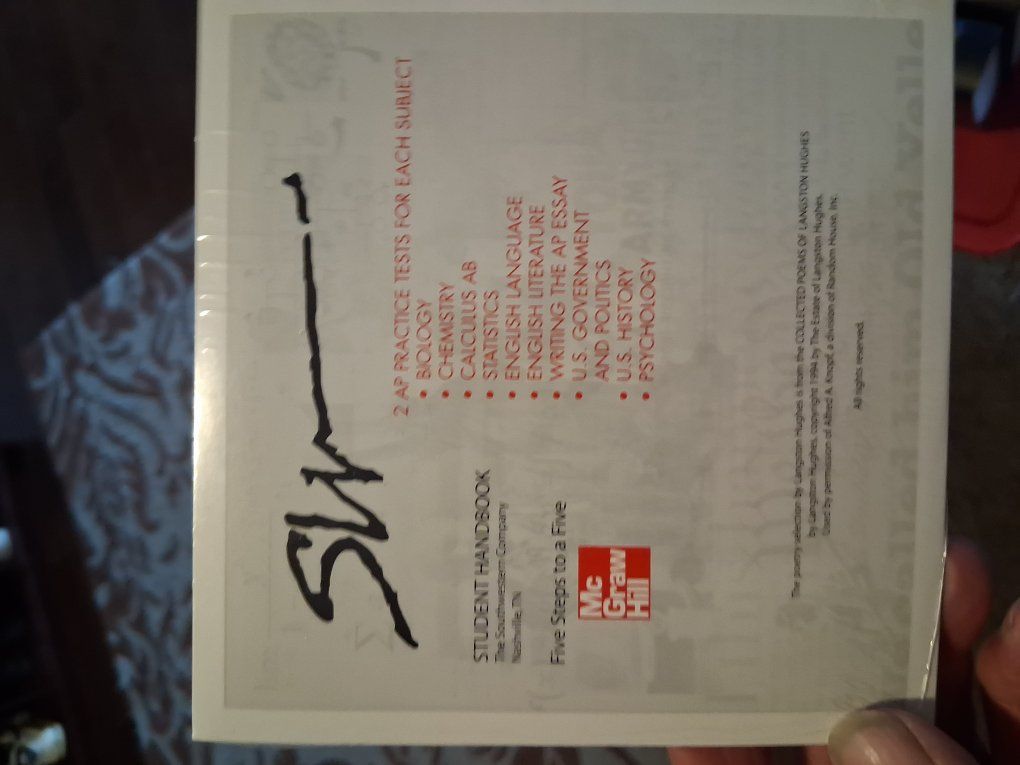 SW
STUDENT HANDBOOK
The Southwestern Company
Nashville, TN
Five Steps to a Five
Mc
Graw
Hill
2 AP PRACTICE TESTS FOR EACH SUBJECT
• BIOLOGY
• CHEMISTRY
• CALCULUS AB
• STATISTICS
• ENGLISH LANGUAGE
• ENGLISH LITERATURE
• WRITING THE AP ESSAY
• U.S. GOVERNMENT
AND POLITICS
• U.S. HISTORY
• PSYCHOLOGY
The poetry selection by Langston Hughes is from the COLLECTED POEMS OF LANGSTON HUGHES
by Langston Hughes, copyright 1994 by The Estate of Langston Hughes.
Used by permission of Alfred A. Knopf, a division of Random House, Inc.
All rights reserved.